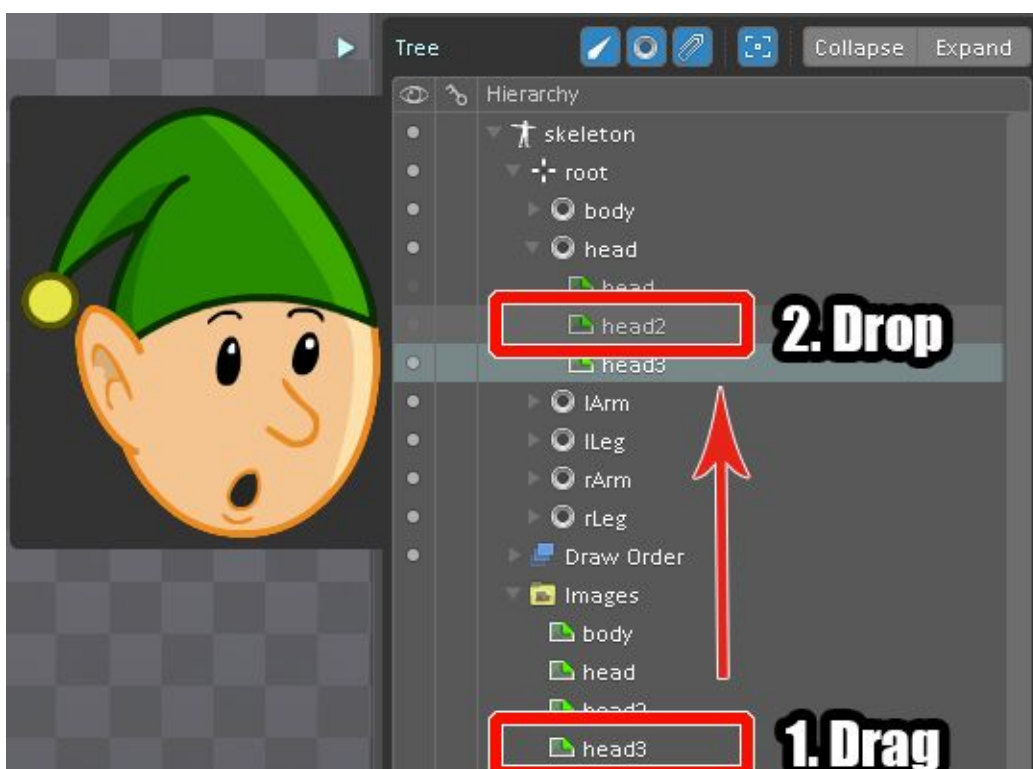 Tree Collapse Expand
Hierarchy
skeleton
root
body
head
head
head2
2. Drop
head3
lArm
lLeg
rArm
rLeg
Draw Order
Images
body
head
head2
head3
1. Drag